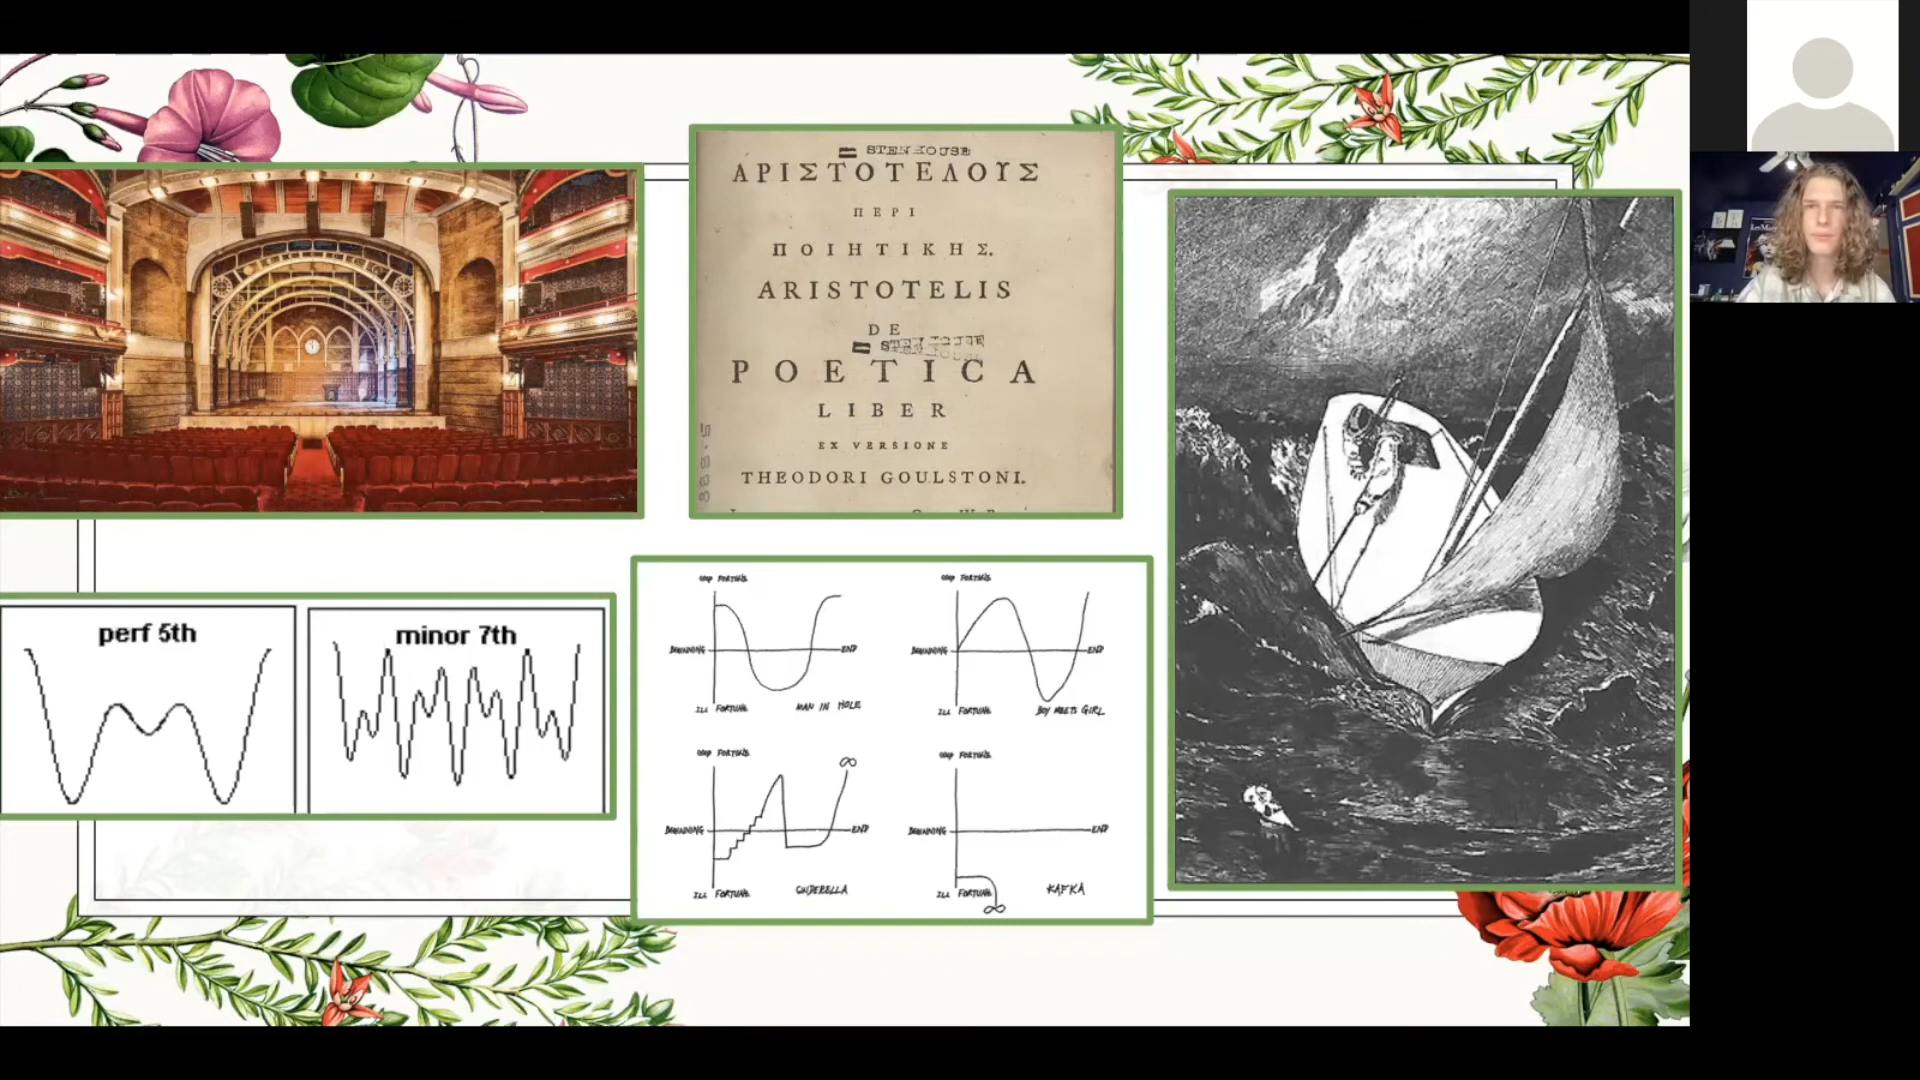 STENHOUSE
ΑΡΙΣΤΟΤΕΛΟΥΣ
ΠΕΡΙ
ΠΟΙΗΤΙΚΗΣ.
ARISTOTELIS
DE
STENHOUSE
POETICA
LIBER
EX VERSIONE
THEODORI GOULSTONI.
perf 5th
minor 7th
GOOD FORTUNE
BEGINNING
END
ILL FORTUNE
MAN IN HOLE
GOOD FORTUNE
BEGINNING
END
ILL FORTUNE
BOY MEETS GIRL
GOOD FORTUNE
∞
BEGINNING
END
ILL FORTUNE
CINDERELLA
GOOD FORTUNE
BEGINNING
END
ILL FORTUNE
∞
KAFKA